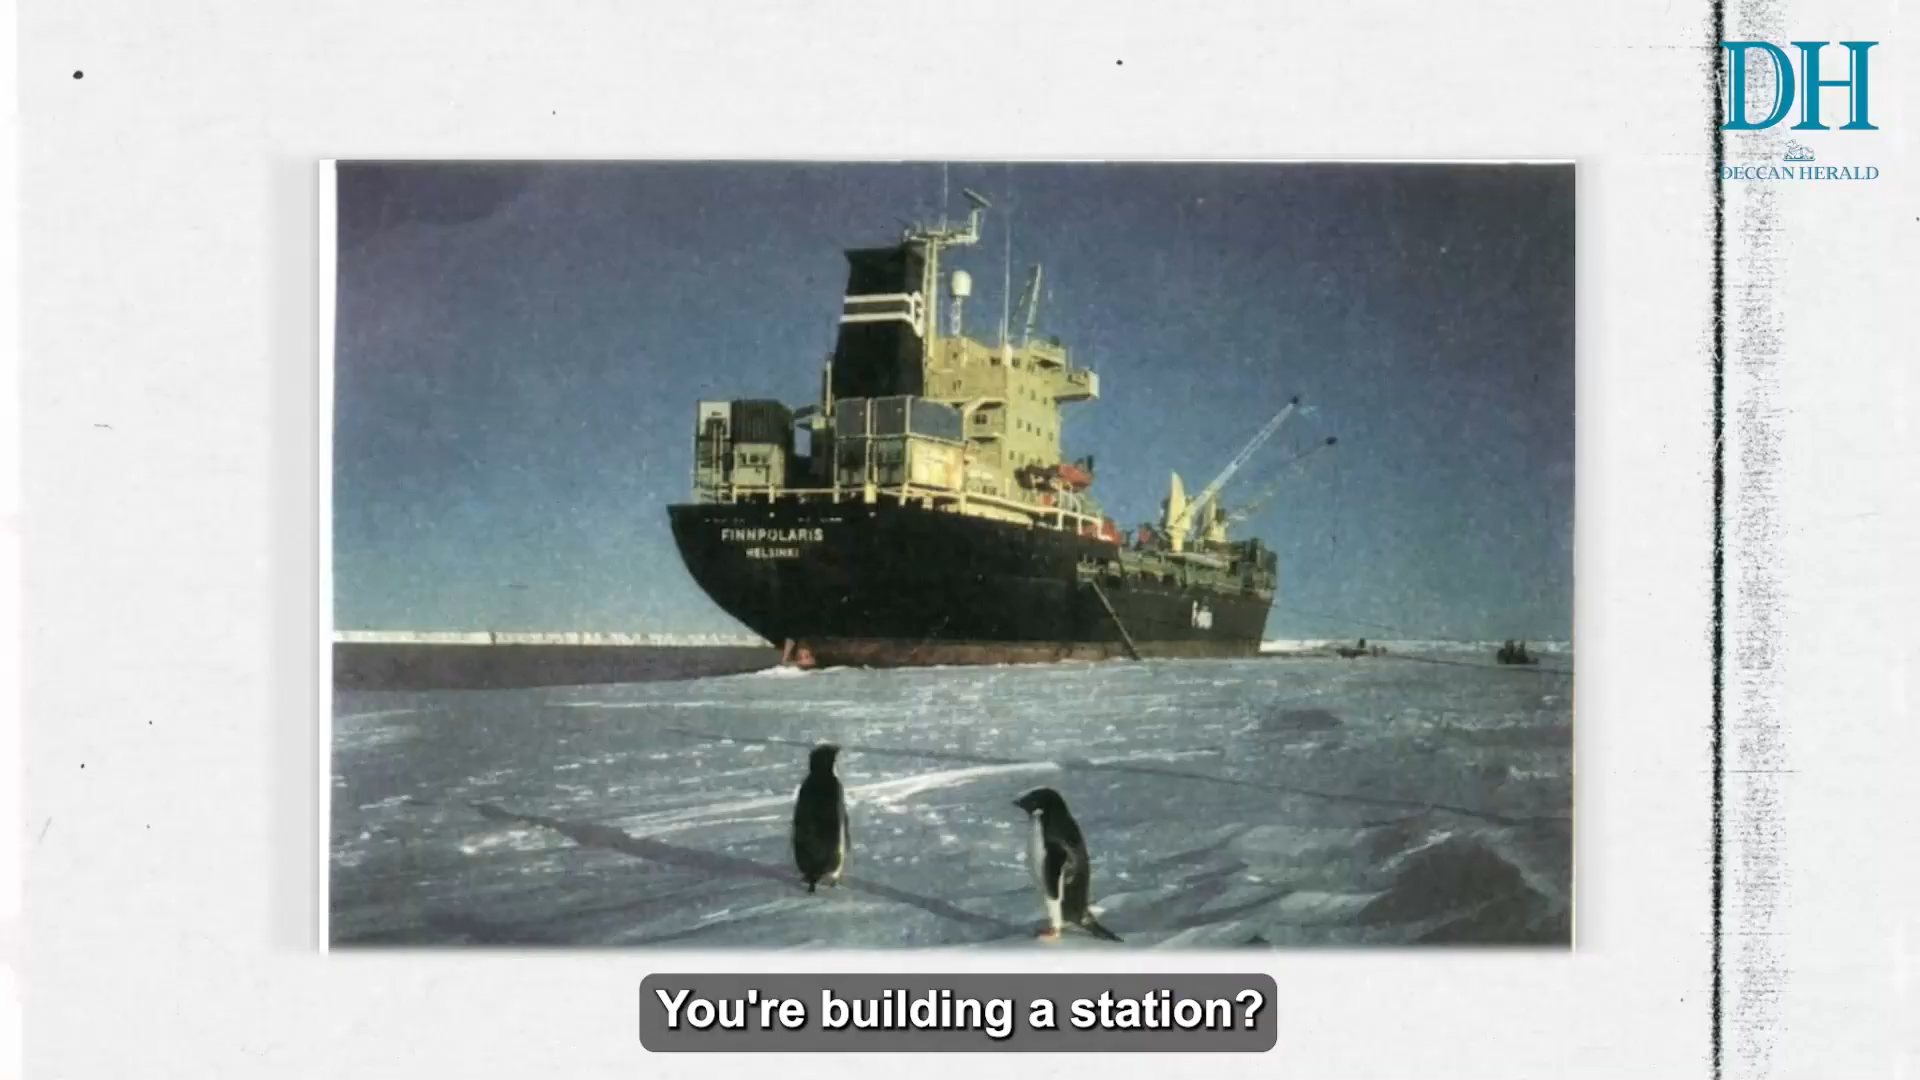 DH
DECCAN HERALD
FINNPOLARIS
HELSINKI
You're building a station?